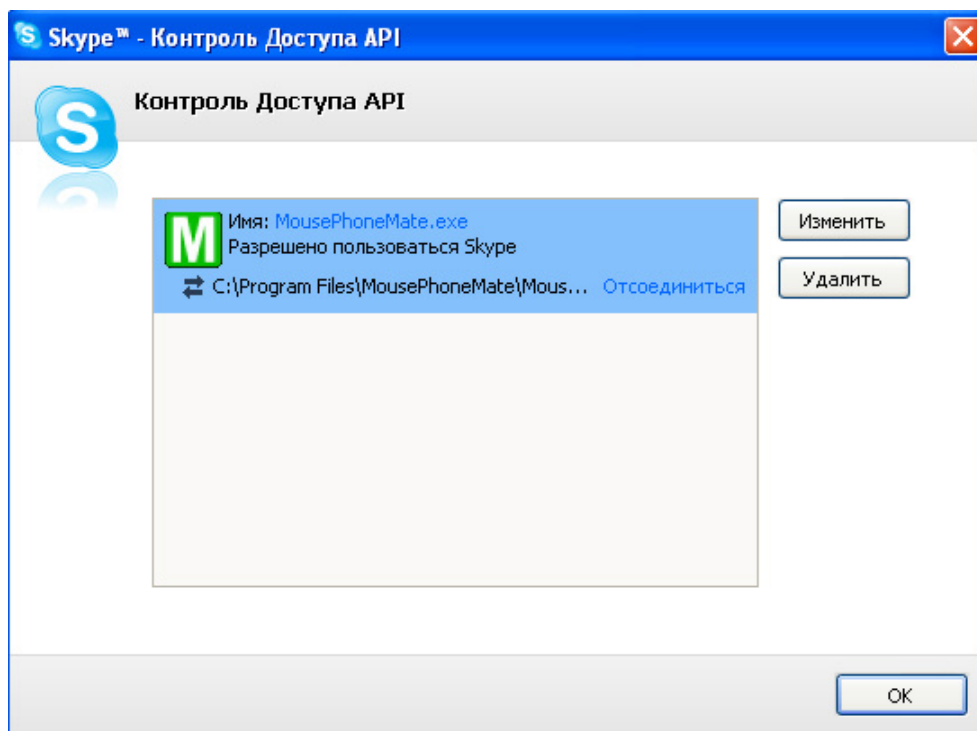 Skype™ - Контроль Доступа API
Контроль Доступа API
S
M
Имя: MousePhoneMate.exe
Разрешено пользоваться Skype
C:\Program Files\MousePhoneMate\Mous... Отсоединиться
Изменить
Удалить
OK